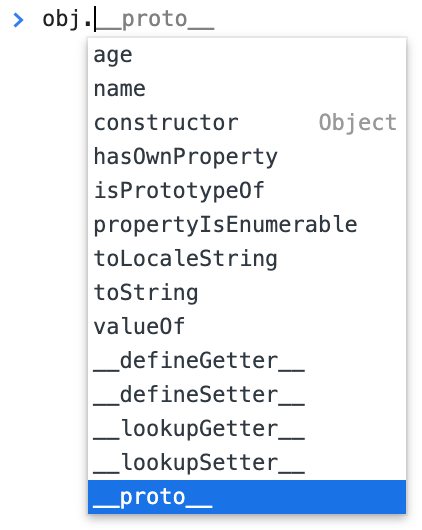 > obj.__proto__
age
name
constructor Object
hasOwnProperty
isPrototypeOf
propertyIsEnumerable
toLocaleString
toString
valueOf
__defineGetter__
__defineSetter__
__lookupGetter__
__lookupSetter__
__proto__